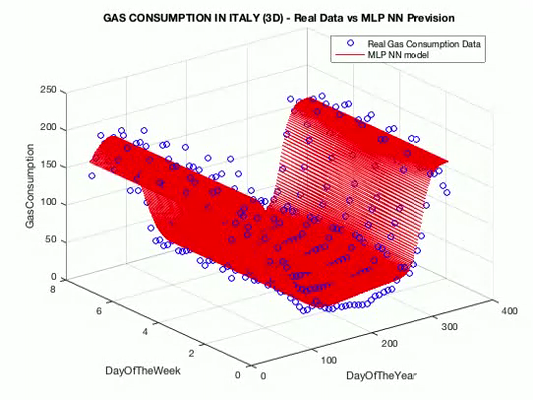 GAS CONSUMPTION IN ITALY (3D) - Real Data vs MLP NN Prevision
Real Gas Consumption Data
MLP NN model
250
200
150
100
50
0
GasConsumption
8
6
4
2
0
DayOfTheWeek
0
100
200
300
400
DayOfTheYear